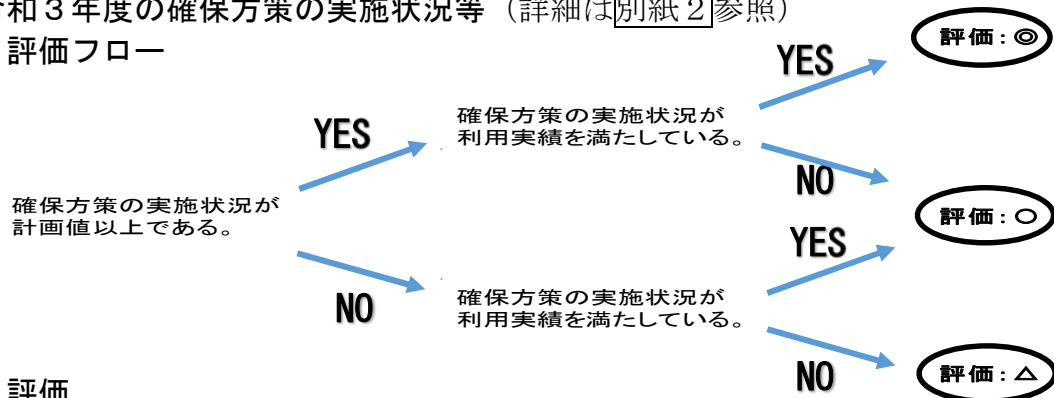 令和３年度の確保方策の実施状況等（詳細は別紙２参照）
評価フロー
YES
評価：◎
確保方策の実施状況が
利用実績を満たしている。
YES
NO
確保方策の実施状況が
計画値以上である。
評価：○
YES
確保方策の実施状況が
利用実績を満たしている。
NO
NO
評価：△
評価